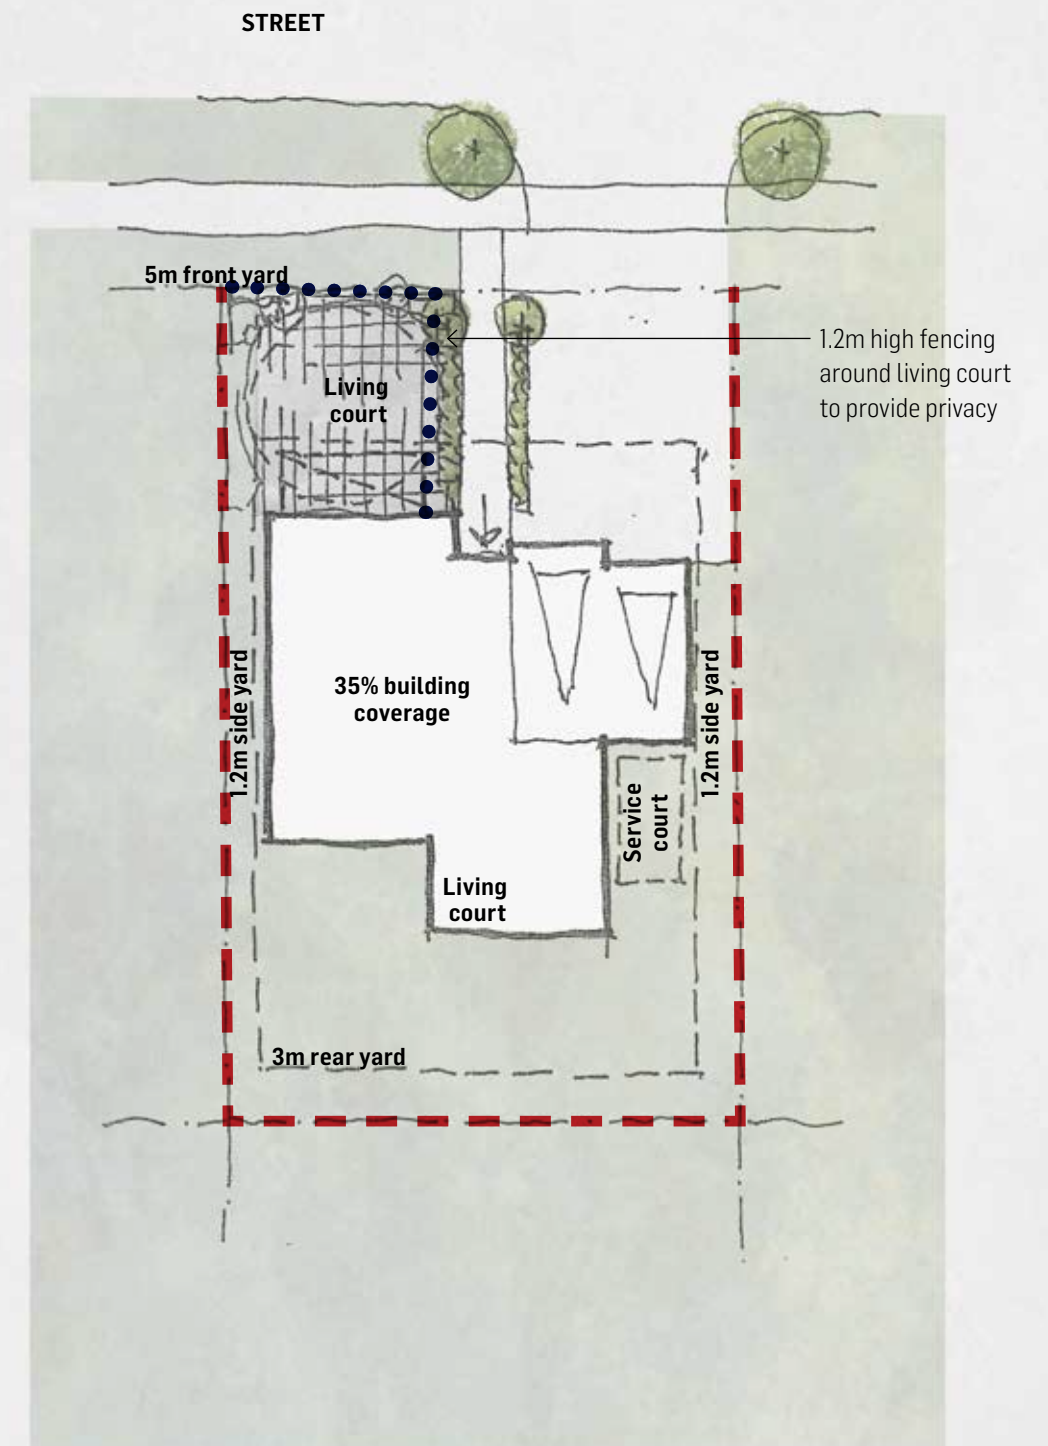 STREET
5m front yard
1.2m high fencing
around living court
to provide privacy
Living
court
35% building
coverage
1.2m side yard
1.2m side yard
Service
court
Living
court
3m rear yard